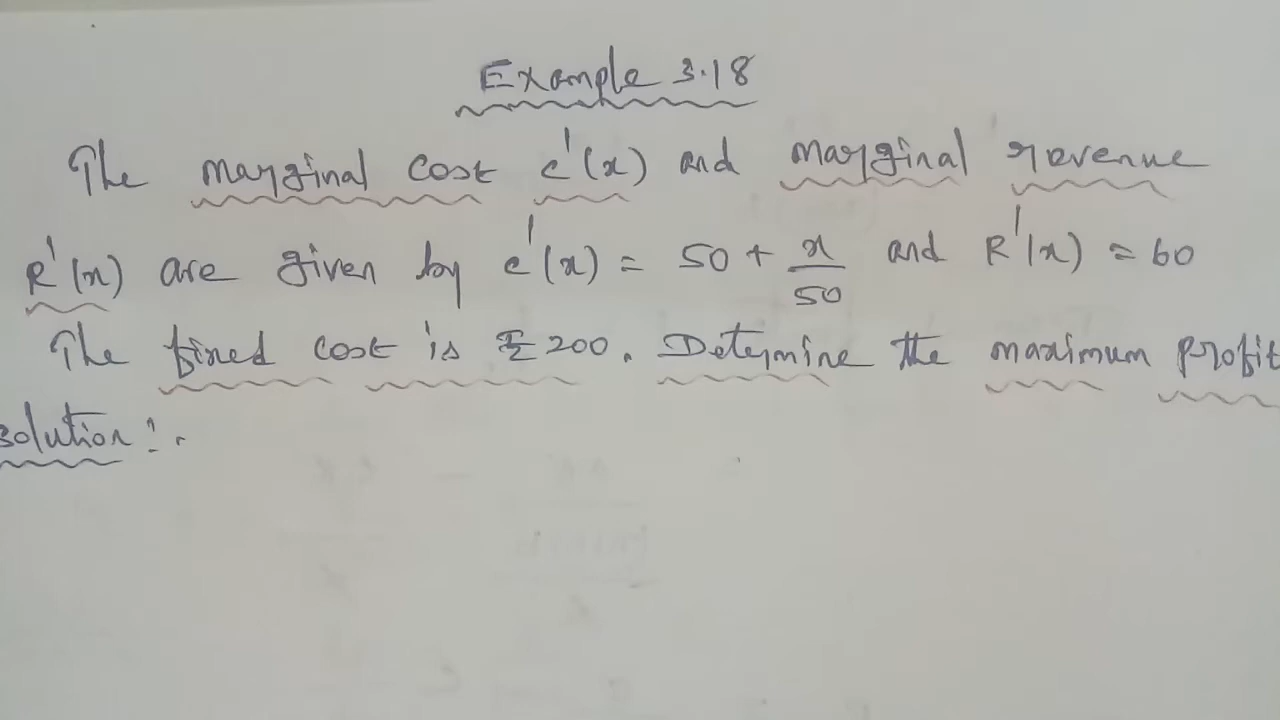 Example 3.18
The marginal cost c'(x) and marginal revenue
R'(x) are given by c'(x) = 50 + x/50 and R'(x) = 60
The fixed cost is ₹ 200. Determine the maximum profit
solution:-